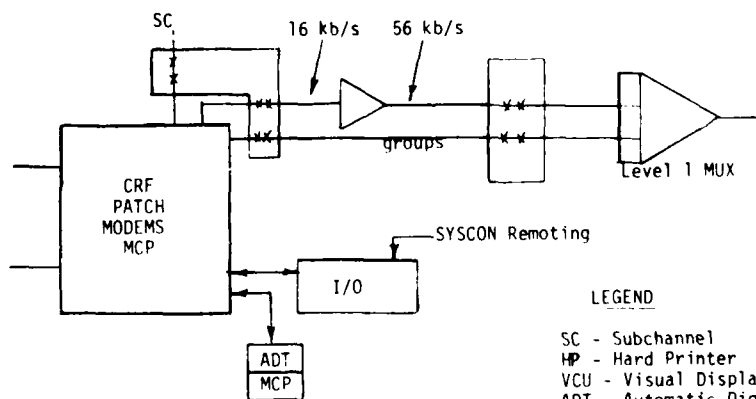 SC
16 kb/s
56 kb/s
groups
Level 1 MUX
CRF
PATCH
MODEMS
MCP
SYSCON Remoting
I/O
ADT
MCP
LEGEND
SC - Subchannel
HP - Hard Printer
VCU - Visual Displa
ADT - Automatic